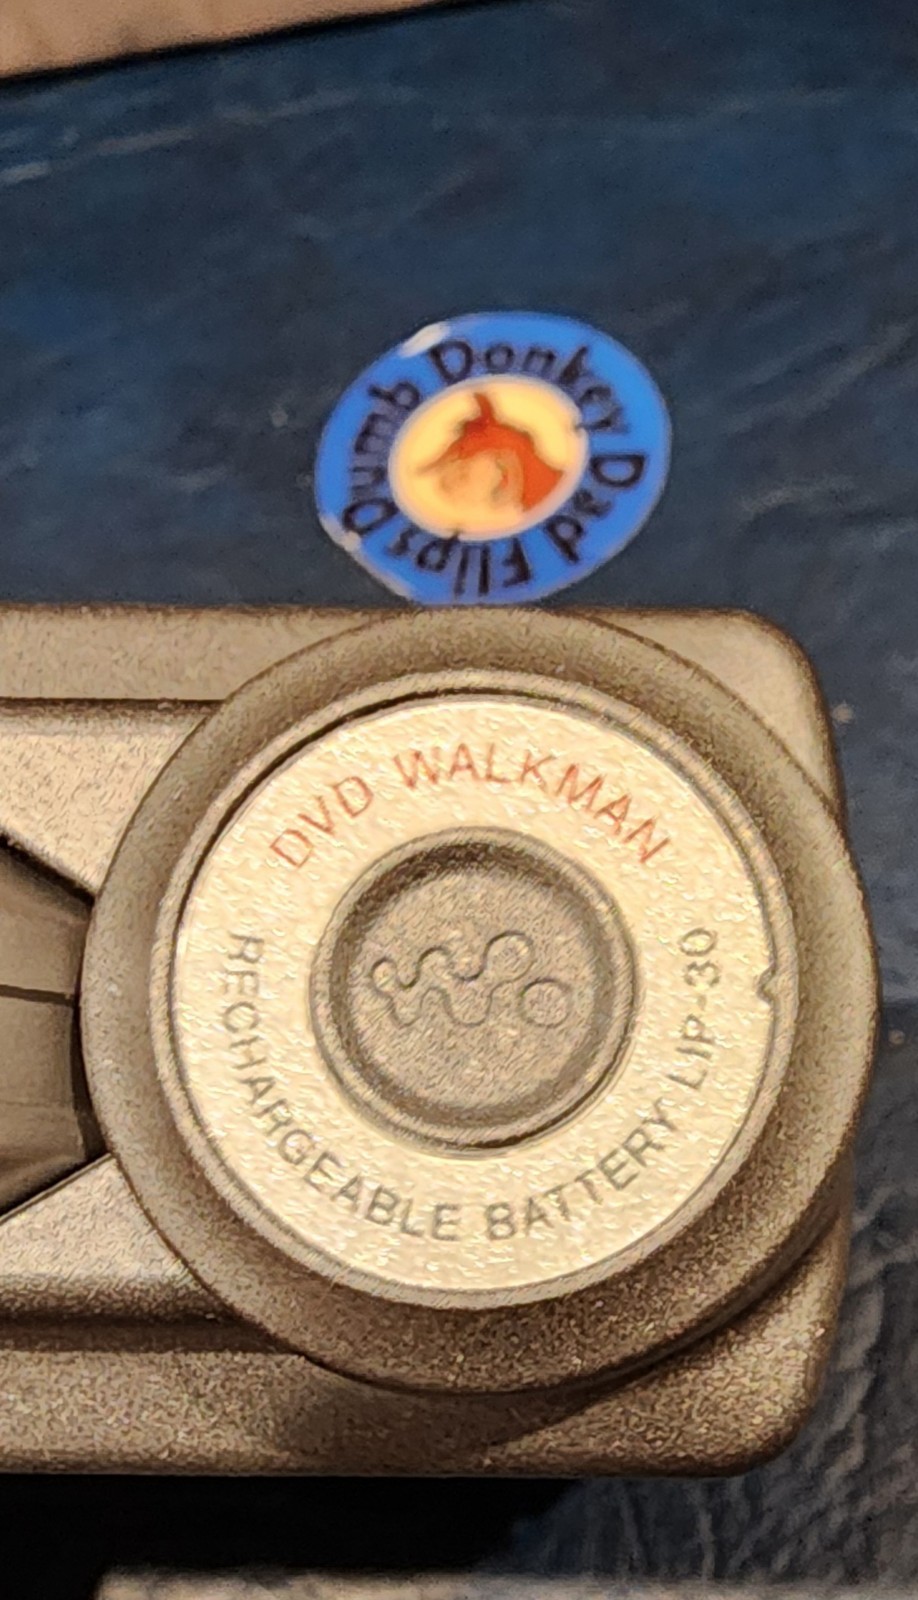 Dumb Donkey Dad Flips
DVD WALKMAN
RECHARGEABLE BATTERY LIP-30